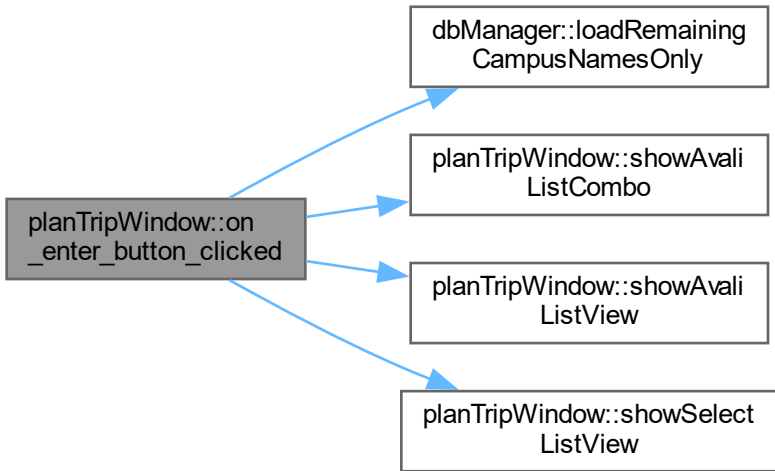 dbManager::loadRemaining
CampusNamesOnly
planTripWindow::showAvali
ListCombo
planTripWindow::on
_enter_button_clicked
planTripWindow::showAvali
ListView
planTripWindow::showSelect
ListView